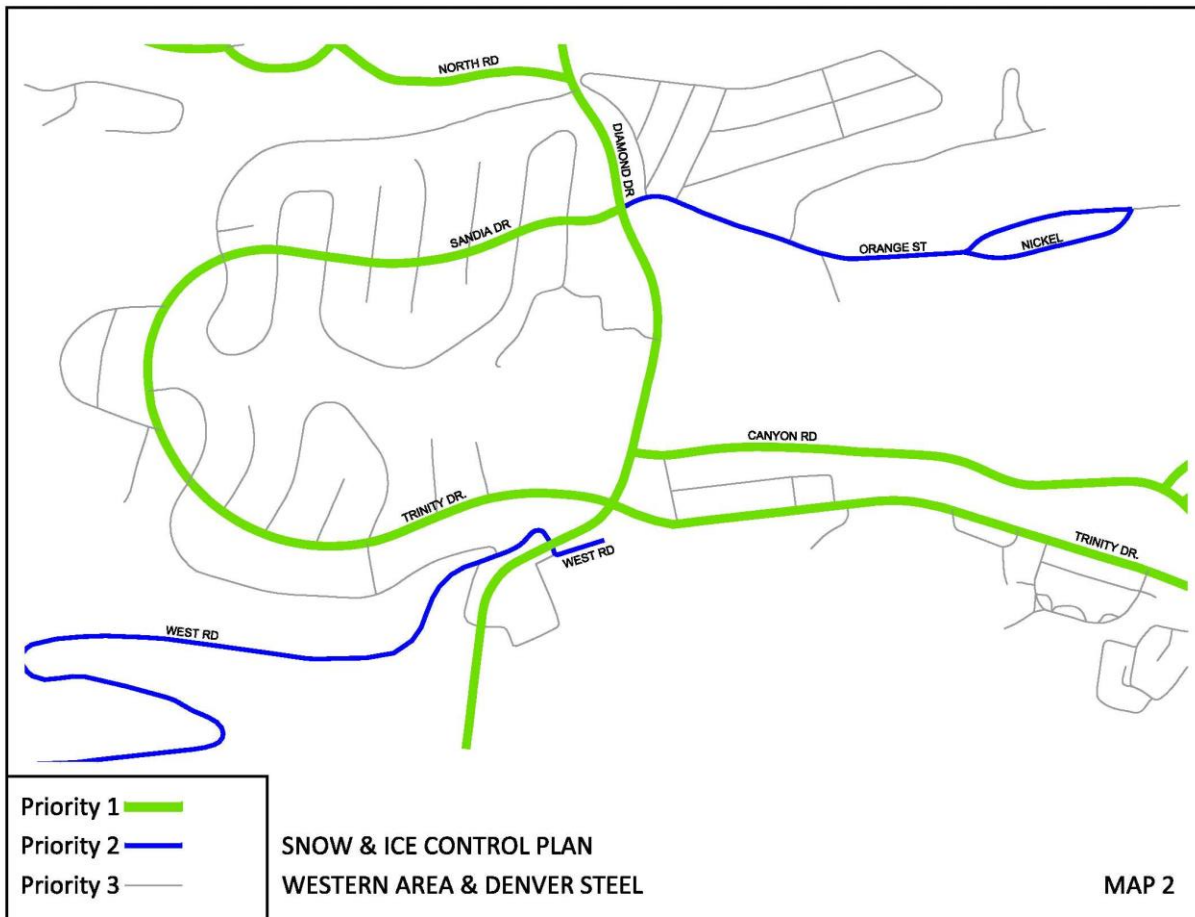 NORTH RD
DIAMOND DR
SANDIA DR
ORANGE ST
NICKEL
CANYON RD
TRINITY DR.
TRINITY DR.
WEST RD
WEST RD
Priority 1
Priority 2
Priority 3
SNOW & ICE CONTROL PLAN
WESTERN AREA & DENVER STEEL
MAP 2